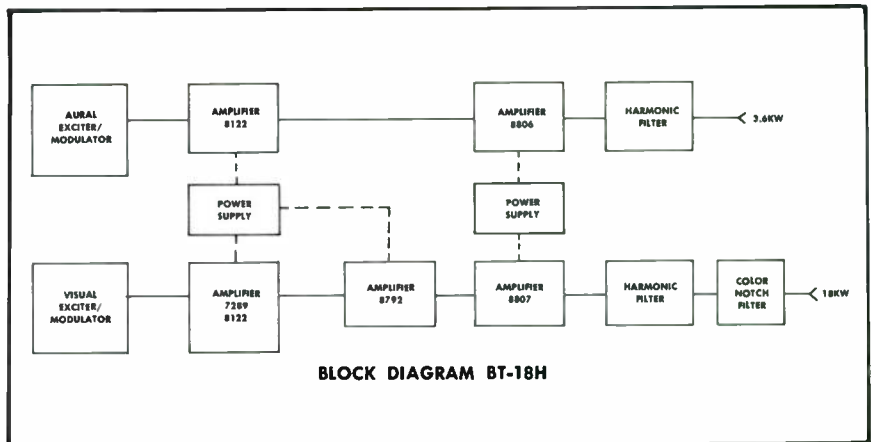 AURAL
EXCITER/
MODULATOR
AMPLIFIER
8122
AMPLIFIER
8806
HARMONIC
FILTER
3.6KW
POWER
SUPPLY
POWER
SUPPLY
VISUAL
EXCITER/
MODULATOR
AMPLIFIER
7289
8122
AMPLIFIER
8792
AMPLIFIER
8807
HARMONIC
FILTER
COLOR
NOTCH
FILTER
18KW
BLOCK DIAGRAM BT-18H